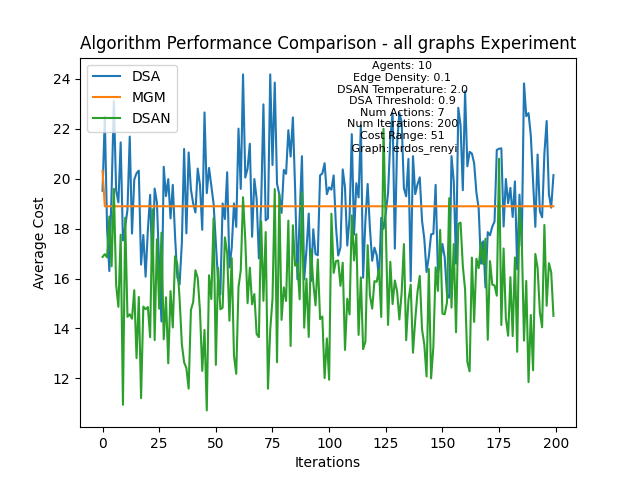 Algorithm Performance Comparison - all graphs Experiment
DSA
MGM
DSAN
Agents: 10
Edge Density: 0.1
DSAN Temperature: 2.0
DSA Threshold: 0.9
Num Actions: 7
Num Iterations: 200
Cost Range: 51
Graph: erdos_renyi
Average Cost
24
22
20
18
16
14
12
0
25
50
75
100
125
150
175
200
Iterations